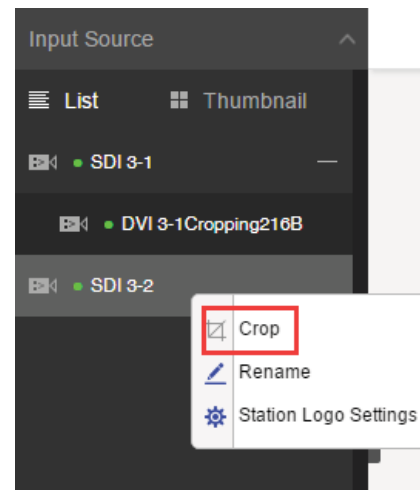 Input Source
List Thumbnail
SDI 3-1
DVI 3-1Cropping216B
SDI 3-2
Crop
Rename
Station Logo Settings